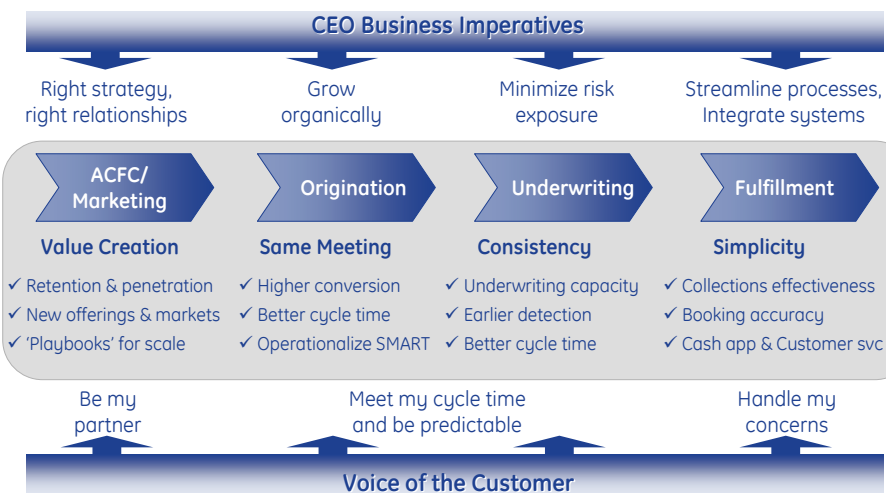 CEO Business Imperatives
Right strategy,
right relationships
Grow
organically
Minimize risk
exposure
Streamline processes,
Integrate systems
ACFC/
Marketing
Origination
Underwriting
Fulfillment
Value Creation
✓ Retention & penetration
✓ New offerings & markets
✓ 'Playbooks' for scale
Same Meeting
✓ Higher conversion
✓ Better cycle time
✓ Operationalize SMART
Consistency
✓ Underwriting capacity
✓ Earlier detection
✓ Better cycle time
Simplicity
✓ Collections effectiveness
✓ Booking accuracy
✓ Cash app & Customer svc
Be my
partner
Meet my cycle time
and be predictable
Handle my
concerns
Voice of the Customer